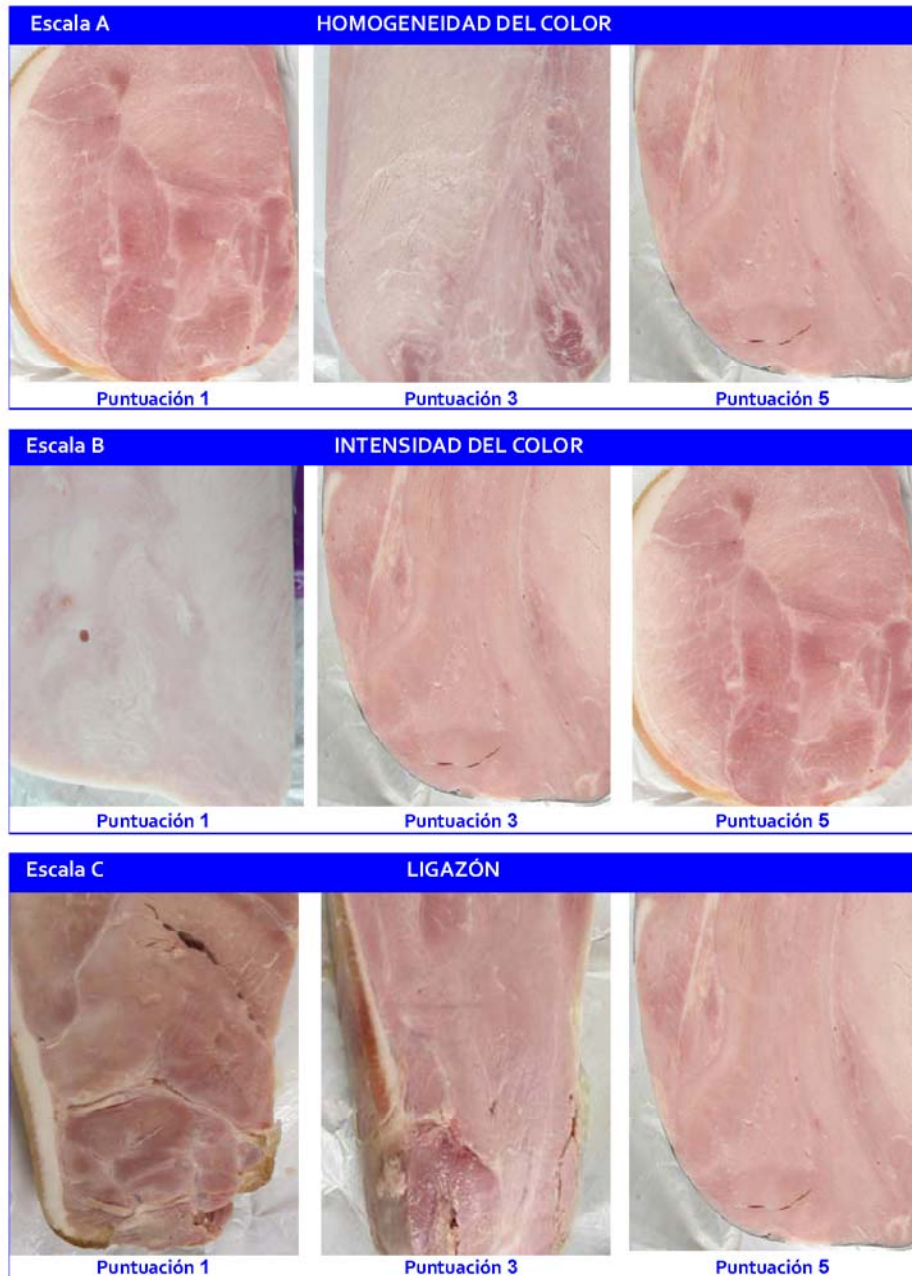 Escala A HOMOGENEIDAD DEL COLOR
Puntuación 1 Puntuación 3 Puntuación 5
Escala B INTENSIDAD DEL COLOR
Puntuación 1 Puntuación 3 Puntuación 5
Escala C LIGAZÓN
Puntuación 1 Puntuación 3 Puntuación 5